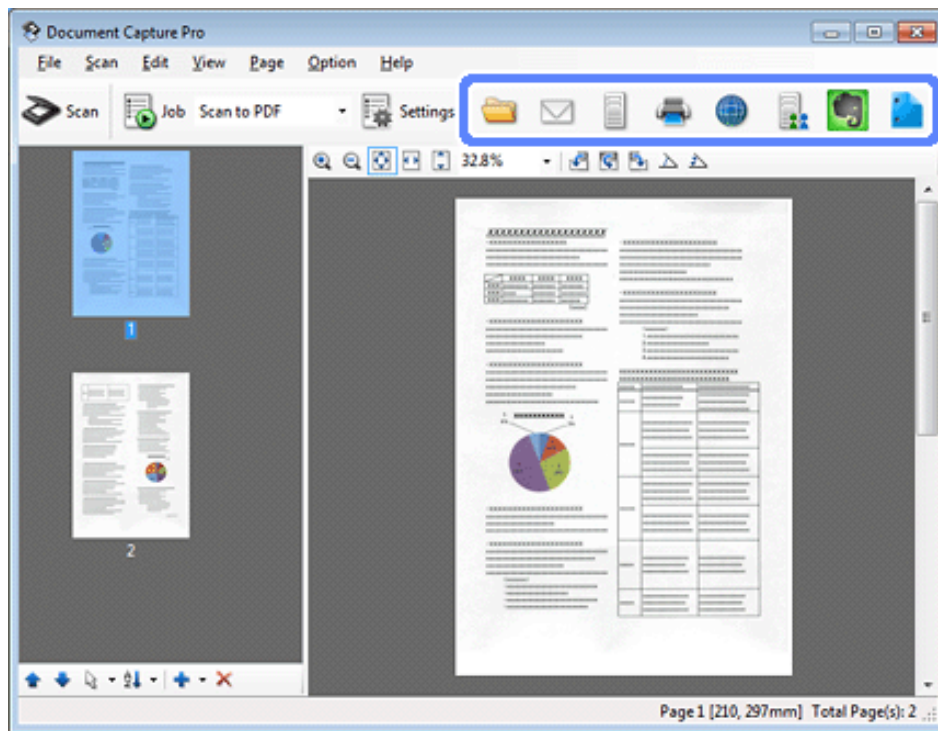 Document Capture Pro
File Scan Edit View Page Option Help
Scan Job Scan to PDF Settings
32.8%
1
2
Page 1 [210, 297mm] Total Page(s): 2